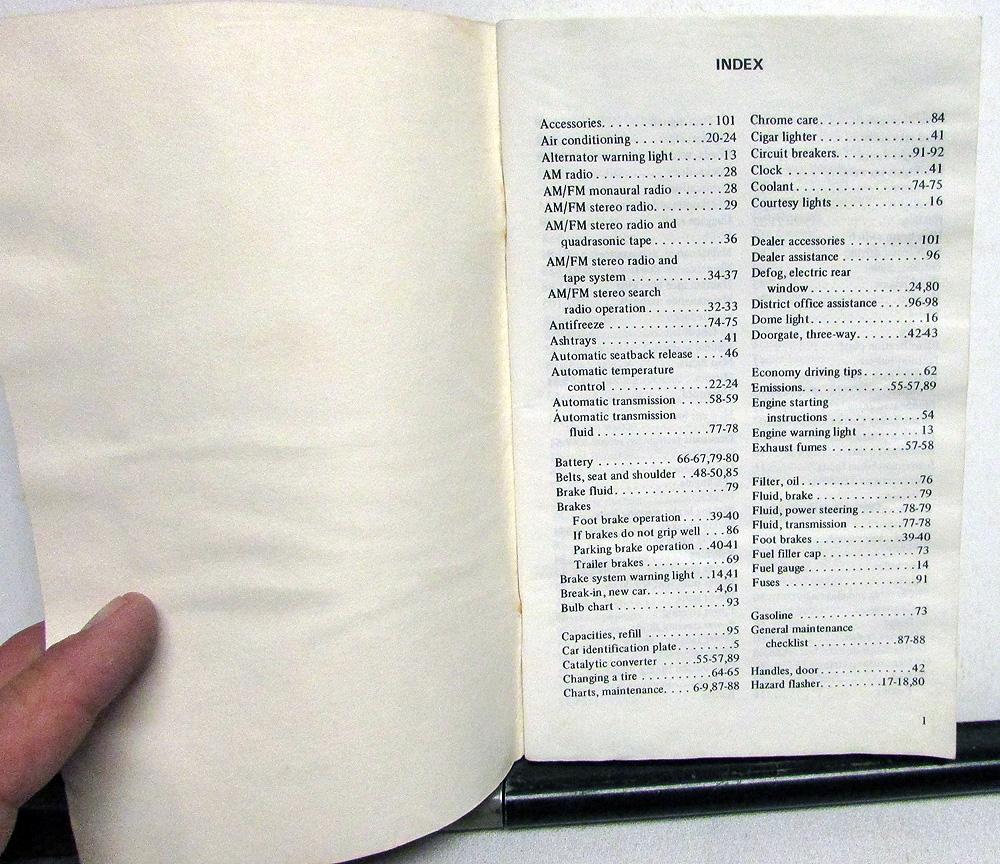 INDEX
Accessories. . . . . . . . . . . . . . 101
Air conditioning . . . . . . . . .20-24
Alternator warning light . . . . . . 13
AM radio . . . . . . . . . . . . . . . . 28
AM/FM monaural radio . . . . . . 28
AM/FM stereo radio. . . . . . . . . 29
AM/FM stereo radio and
quadrasonic tape . . . . . . . . . 36
AM/FM stereo radio and
tape system . . . . . . . . . .34-37
AM/FM stereo search
radio operation . . . . . . . .32-33
Antifreeze . . . . . . . . . . . . .74-75
Ashtrays . . . . . . . . . . . . . . . . 41
Automatic seatback release . . . . 46
Automatic temperature
control . . . . . . . . . . . . .22-24
Automatic transmission . . . .58-59
Automatic transmission
fluid . . . . . . . . . . . . . . .77-78
Battery . . . . . . . . . . 66-67,79-80
Belts, seat and shoulder . .48-50,85
Brake fluid. . . . . . . . . . . . . . . 79
Brakes
Foot brake operation . . . .39-40
If brakes do not grip well . . . 86
Parking brake operation . .40-41
Trailer brakes . . . . . . . . . . . 69
Brake system warning light . .14,41
Break-in, new car. . . . . . . . . .4,61
Bulb chart . . . . . . . . . . . . . . . 93
Capacities, refill . . . . . . . . . . . 95
Car identification plate. . . . . . . . 5
Catalytic converter . . . . .55-57,89
Changing a tire . . . . . . . . . .64-65
Charts, maintenance. . . . 6-9,87-88
Chrome care. . . . . . . . . . . . . . 84
Cigar lighter . . . . . . . . . . . . . . 41
Circuit breakers. . . . . . . . . .91-92
Clock . . . . . . . . . . . . . . . . . . 41
Coolant. . . . . . . . . . . . . . .74-75
Courtesy lights . . . . . . . . . . . . 16
Dealer accessories . . . . . . . . . 101
Dealer assistance . . . . . . . . . . . 96
Defog, electric rear
window . . . . . . . . . . . . .24,80
District office assistance . . . .96-98
Dome light. . . . . . . . . . . . . . . 16
Doorgate, three-way. . . . . . .42-43
Economy driving tips. . . . . . . . 62
Emissions. . . . . . . . . . . .55-57,89
Engine starting
instructions . . . . . . . . . . . . 54
Engine warning light . . . . . . . . 13
Exhaust fumes . . . . . . . . . .57-58
Filter, oil . . . . . . . . . . . . . . . . 76
Fluid, brake . . . . . . . . . . . . . . 79
Fluid, power steering . . . . . .78-79
Fluid, transmission . . . . . . .77-78
Foot brakes . . . . . . . . . . . .39-40
Fuel filler cap. . . . . . . . . . . . . 73
Fuel gauge . . . . . . . . . . . . . . . 14
Fuses . . . . . . . . . . . . . . . . . . 91
Gasoline . . . . . . . . . . . . . . . . 73
General maintenance
checklist . . . . . . . . . . . .87-88
Handles, door . . . . . . . . . . . . . 42
Hazard flasher. . . . . . . . .17-18,80
1